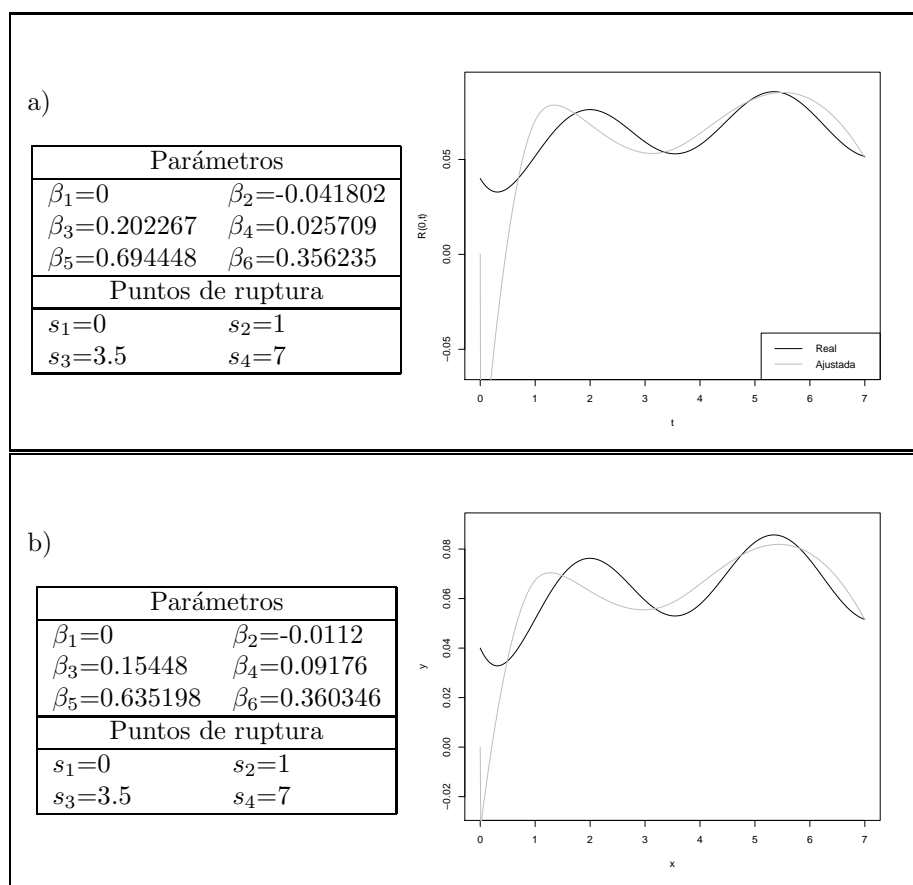 a)
Parámetros
β₁=0 β₂=-0.041802
β₃=0.202267 β₄=0.025709
β₅=0.694448 β₆=0.356235
Puntos de ruptura
s₁=0 s₂=1
s₃=3.5 s₄=7
R(0,t)
0.05
0.00
−0.05
0 1 2 3 4 5 6 7
t
Real
Ajustada
b)
Parámetros
β₁=0 β₂=-0.0112
β₃=0.15448 β₄=0.09176
β₅=0.635198 β₆=0.360346
Puntos de ruptura
s₁=0 s₂=1
s₃=3.5 s₄=7
y
0.08
0.06
0.04
0.02
0.00
−0.02
0 1 2 3 4 5 6 7
x